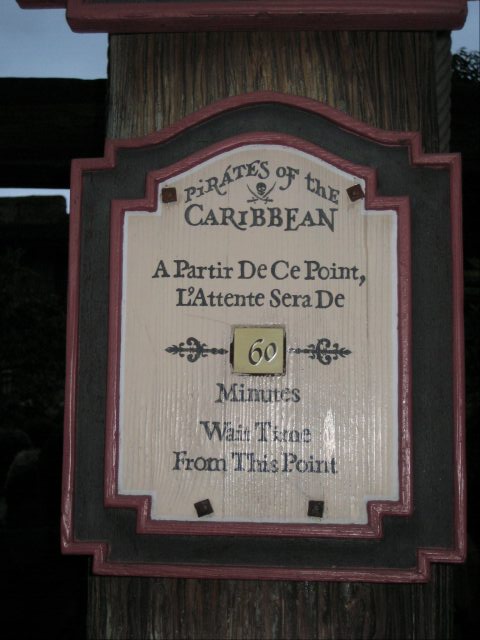 PIRATES of the
CARIBBEAN
A Partir De Ce Point,
L'Attente Sera De
60
Minutes
Wait Time
From This Point